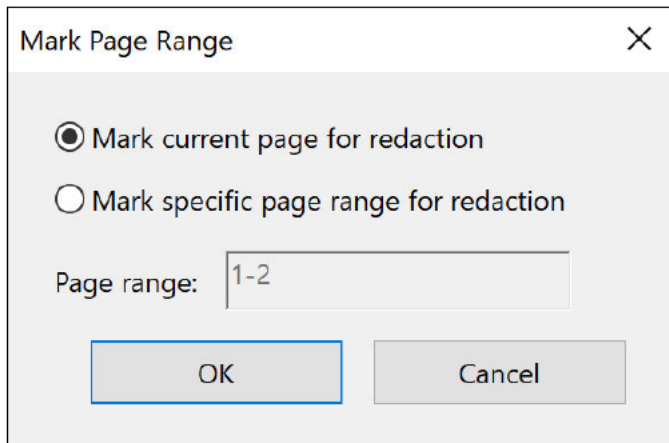 Mark Page Range
Mark current page for redaction
Mark specific page range for redaction
Page range: 1-2
OK Cancel